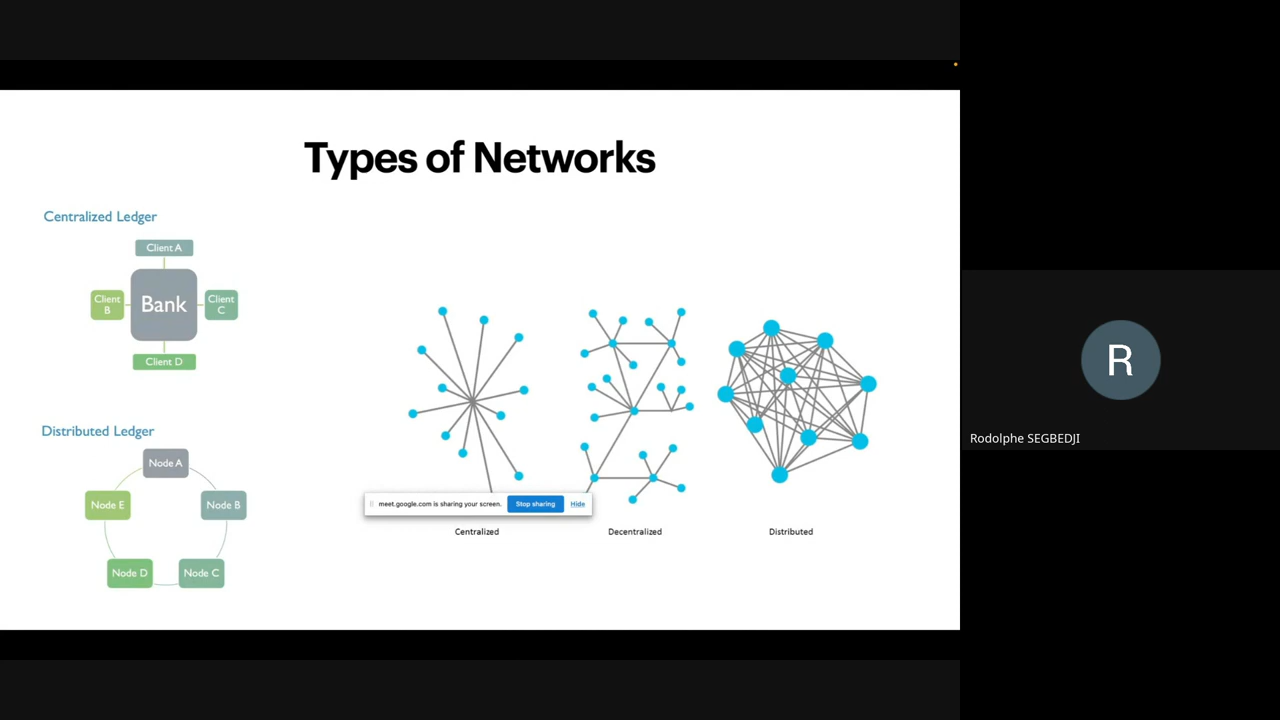 Types of Networks
Centralized Ledger
Client A
Client
B
Bank
Client
C
Client D
Distributed Ledger
Node A
Node E
Node B
Node D
Node C
meet.google.com is sharing your screen.
Stop sharing
Hide
Centralized
Decentralized
Distributed
R
Rodolphe SEGBEDJI